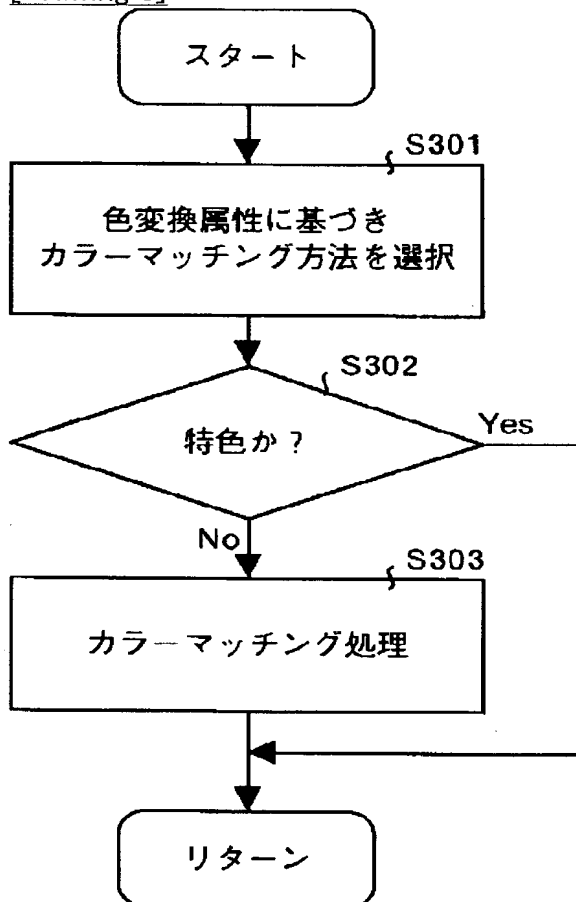 スタート
S301
色変換属性に基づき
カラーマッチング方法を選択
S302
特色か?
Yes
No
S303
カラーマッチング処理
リターン